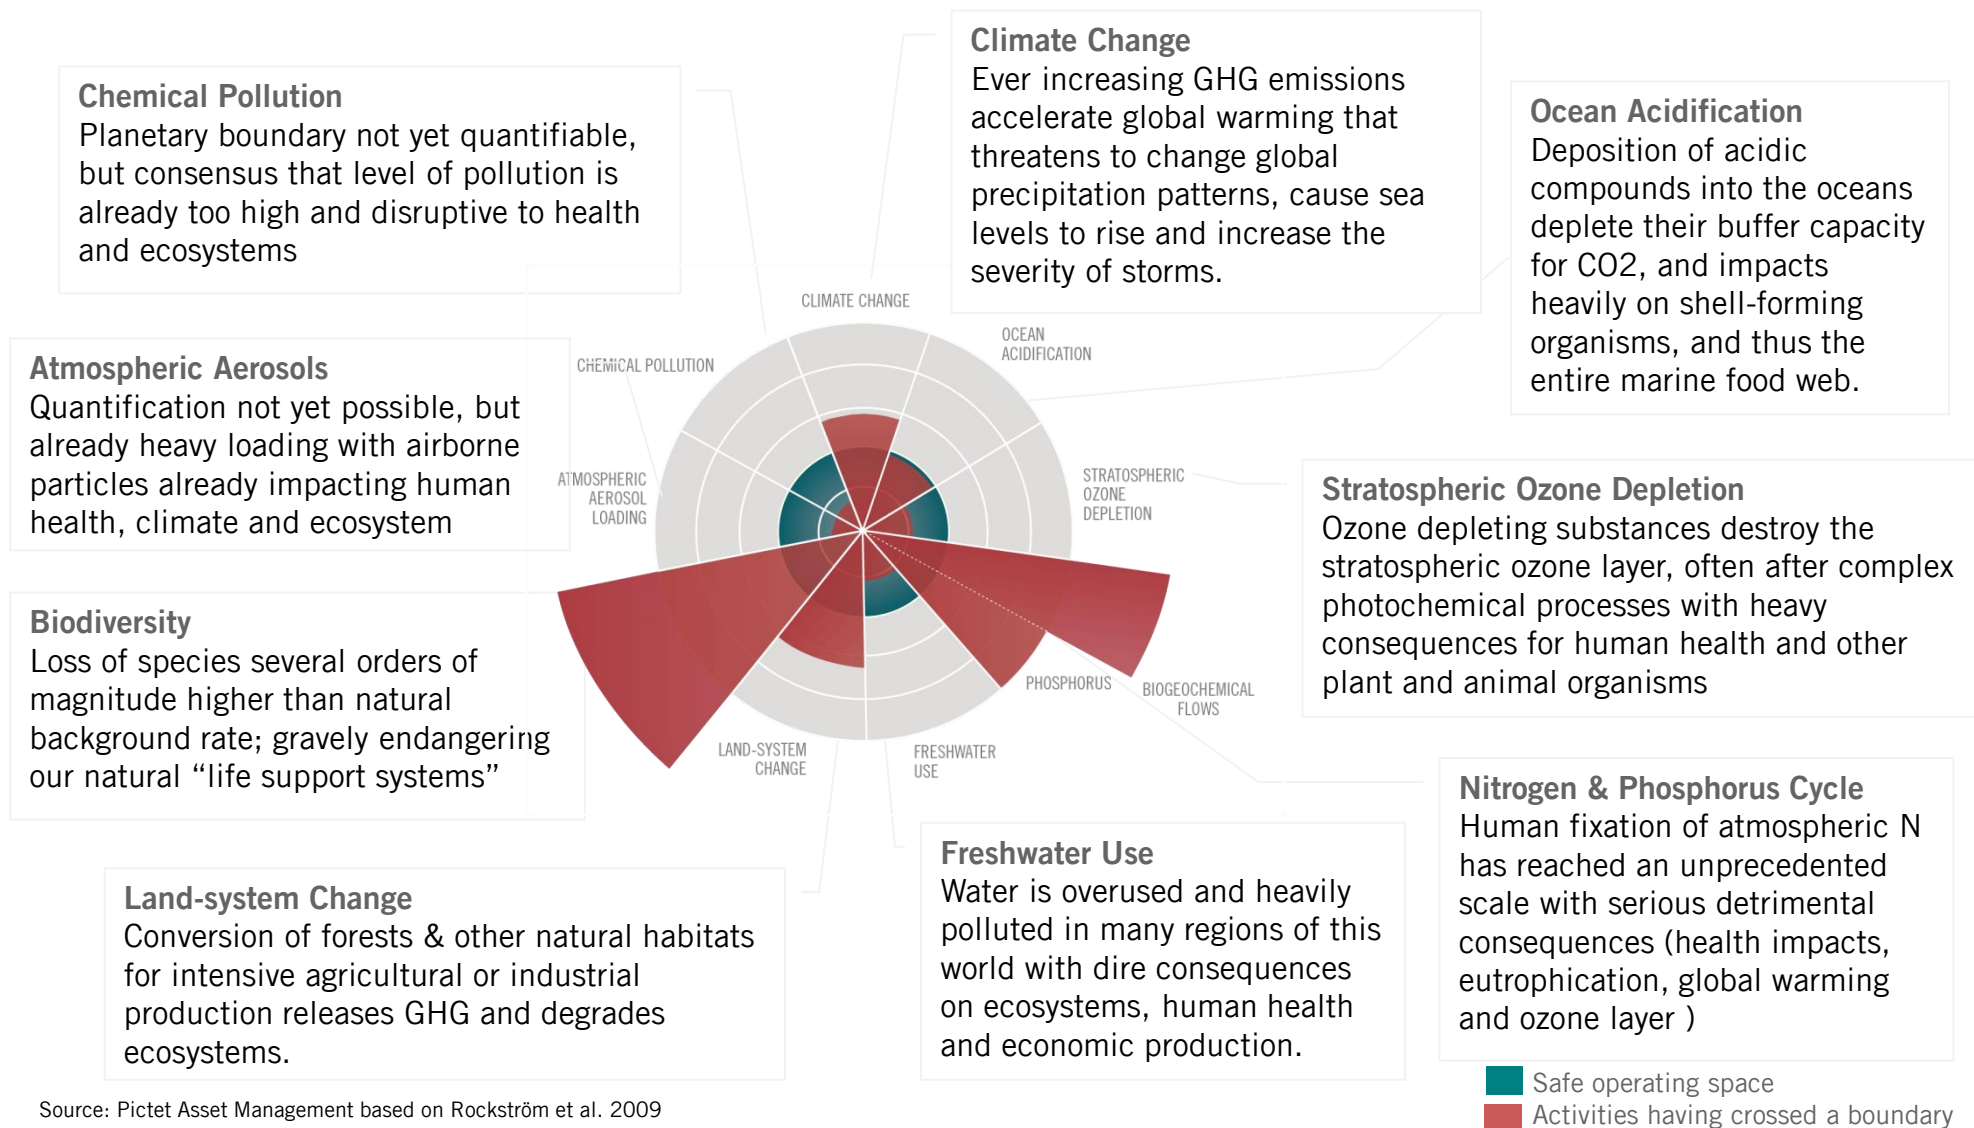 Climate Change
Ever increasing GHG emissions
accelerate global warming that
threatens to change global
precipitation patterns, cause sea
levels to rise and increase the
severity of storms.
Chemical Pollution
Planetary boundary not yet quantifiable,
but consensus that level of pollution is
already too high and disruptive to health
and ecosystems
Ocean Acidification
Deposition of acidic
compounds into the oceans
deplete their buffer capacity
for CO2, and impacts
heavily on shell-forming
organisms, and thus the
entire marine food web.
Atmospheric Aerosols
Quantification not yet possible, but
already heavy loading with airborne
particles already impacting human
health, climate and ecosystem
CLIMATE CHANGE
OCEAN
ACIDIFICATION
CHEMICAL POLLUTION
STRATOSPHERIC
OZONE
DEPLETION
ATMOSPHERIC
AEROSOL
LOADING
PHOSPHORUS
BIOGEOCHEMICAL
FLOWS
LAND-SYSTEM
CHANGE
FRESHWATER
USE
Stratospheric Ozone Depletion
Ozone depleting substances destroy the
stratospheric ozone layer, often after complex
photochemical processes with heavy
consequences for human health and other
plant and animal organisms
Biodiversity
Loss of species several orders of
magnitude higher than natural
background rate; gravely endangering
our natural “life support systems”
Nitrogen & Phosphorus Cycle
Human fixation of atmospheric N
has reached an unprecedented
scale with serious detrimental
consequences (health impacts,
eutrophication, global warming
and ozone layer )
Freshwater Use
Water is overused and heavily
polluted in many regions of this
world with dire consequences
on ecosystems, human health
and economic production.
Land-system Change
Conversion of forests & other natural habitats
for intensive agricultural or industrial
production releases GHG and degrades
ecosystems.
Safe operating space
Activities having crossed a boundary
Source: Pictet Asset Management based on Rockström et al. 2009